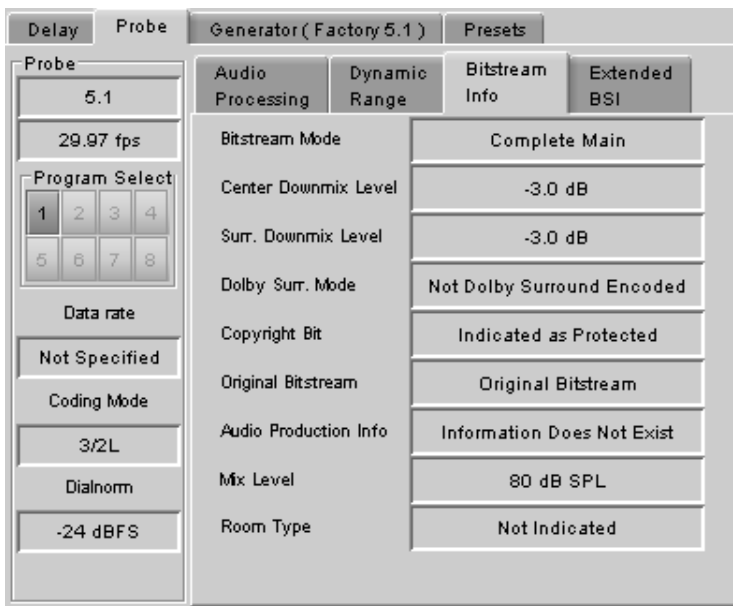 Delay Probe Generator ( Factory 5.1 ) Presets
Probe
5.1
29.97 fps
Program Select
1 2 3 4
5 6 7 8
Data rate
Not Specified
Coding Mode
3/2L
Dialnorm
-24 dBFS
Audio Processing
Dynamic Range
Bitstream Info
Extended BSI
Bitstream Mode Complete Main
Center Downmix Level -3.0 dB
Surr. Downmix Level -3.0 dB
Dolby Surr. Mode Not Dolby Surround Encoded
Copyright Bit Indicated as Protected
Original Bitstream Original Bitstream
Audio Production Info Information Does Not Exist
Mix Level 80 dB SPL
Room Type Not Indicated